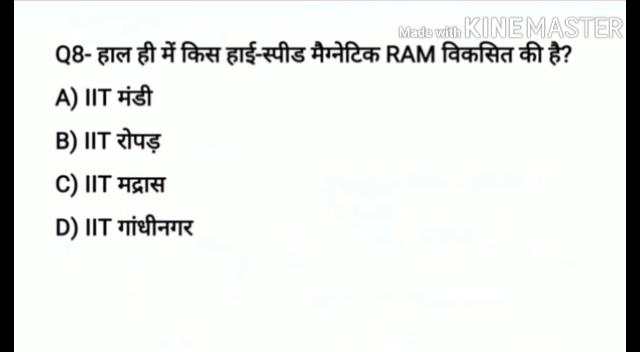 Made with KINEMASTER
Q8- हाल ही में किस हाई-स्पीड मैग्नेटिक RAM विकसित की है?
A) IIT मंडी
B) IIT रोपड़
C) IIT मद्रास
D) IIT गांधीनगर